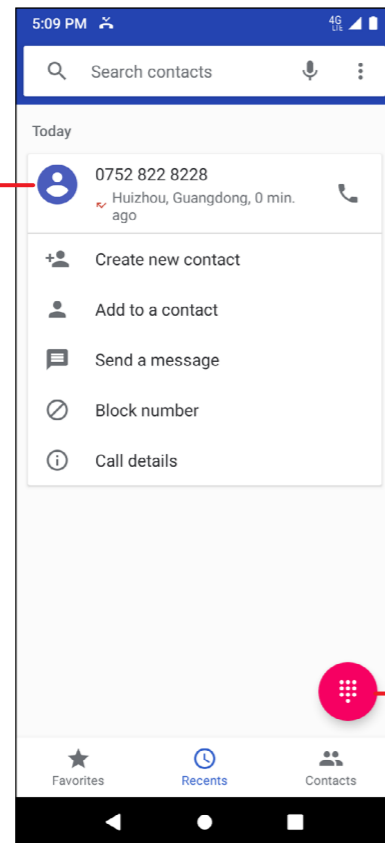 5:09 PM
4G
LTE
Search contacts
Today
0752 822 8228
Huizhou, Guangdong, 0 min.
ago
Create new contact
Add to a contact
Send a message
Block number
Call details
Favorites
Recents
Contacts